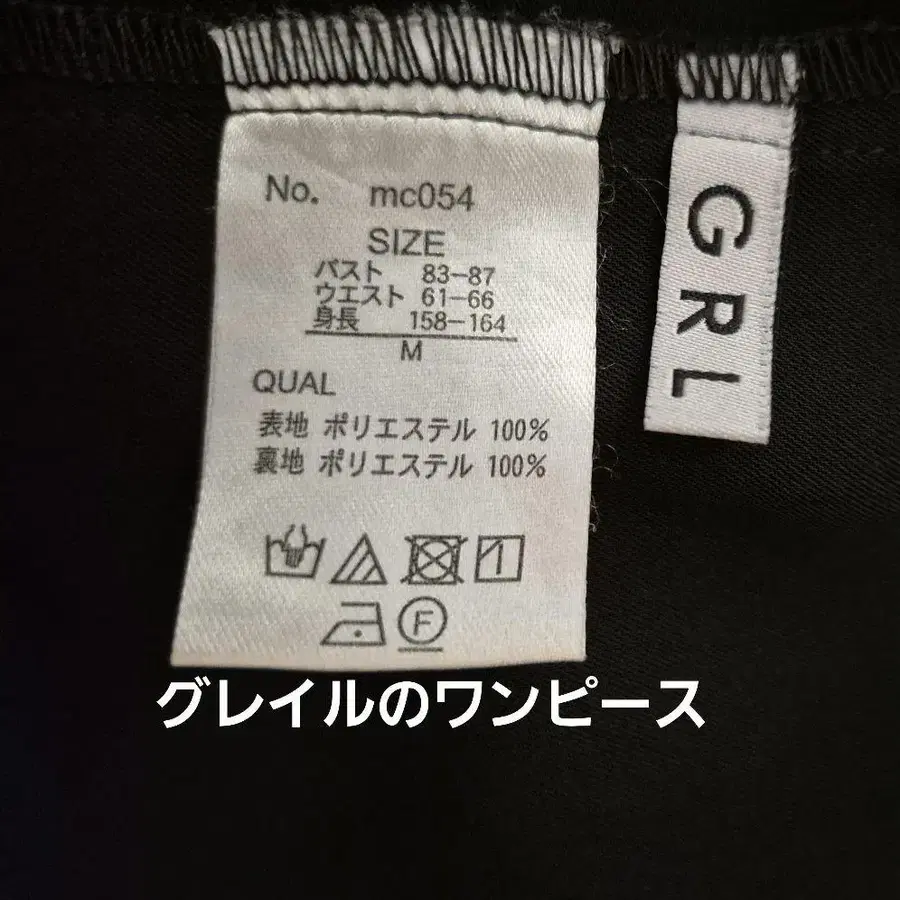 No. mc054
SIZE
バスト 83-87
ウエスト 61-66
身長 158-164
M
QUAL
表地 ポリエステル 100%
裏地 ポリエステル 100%
F
GRL
グレイルのワンピース